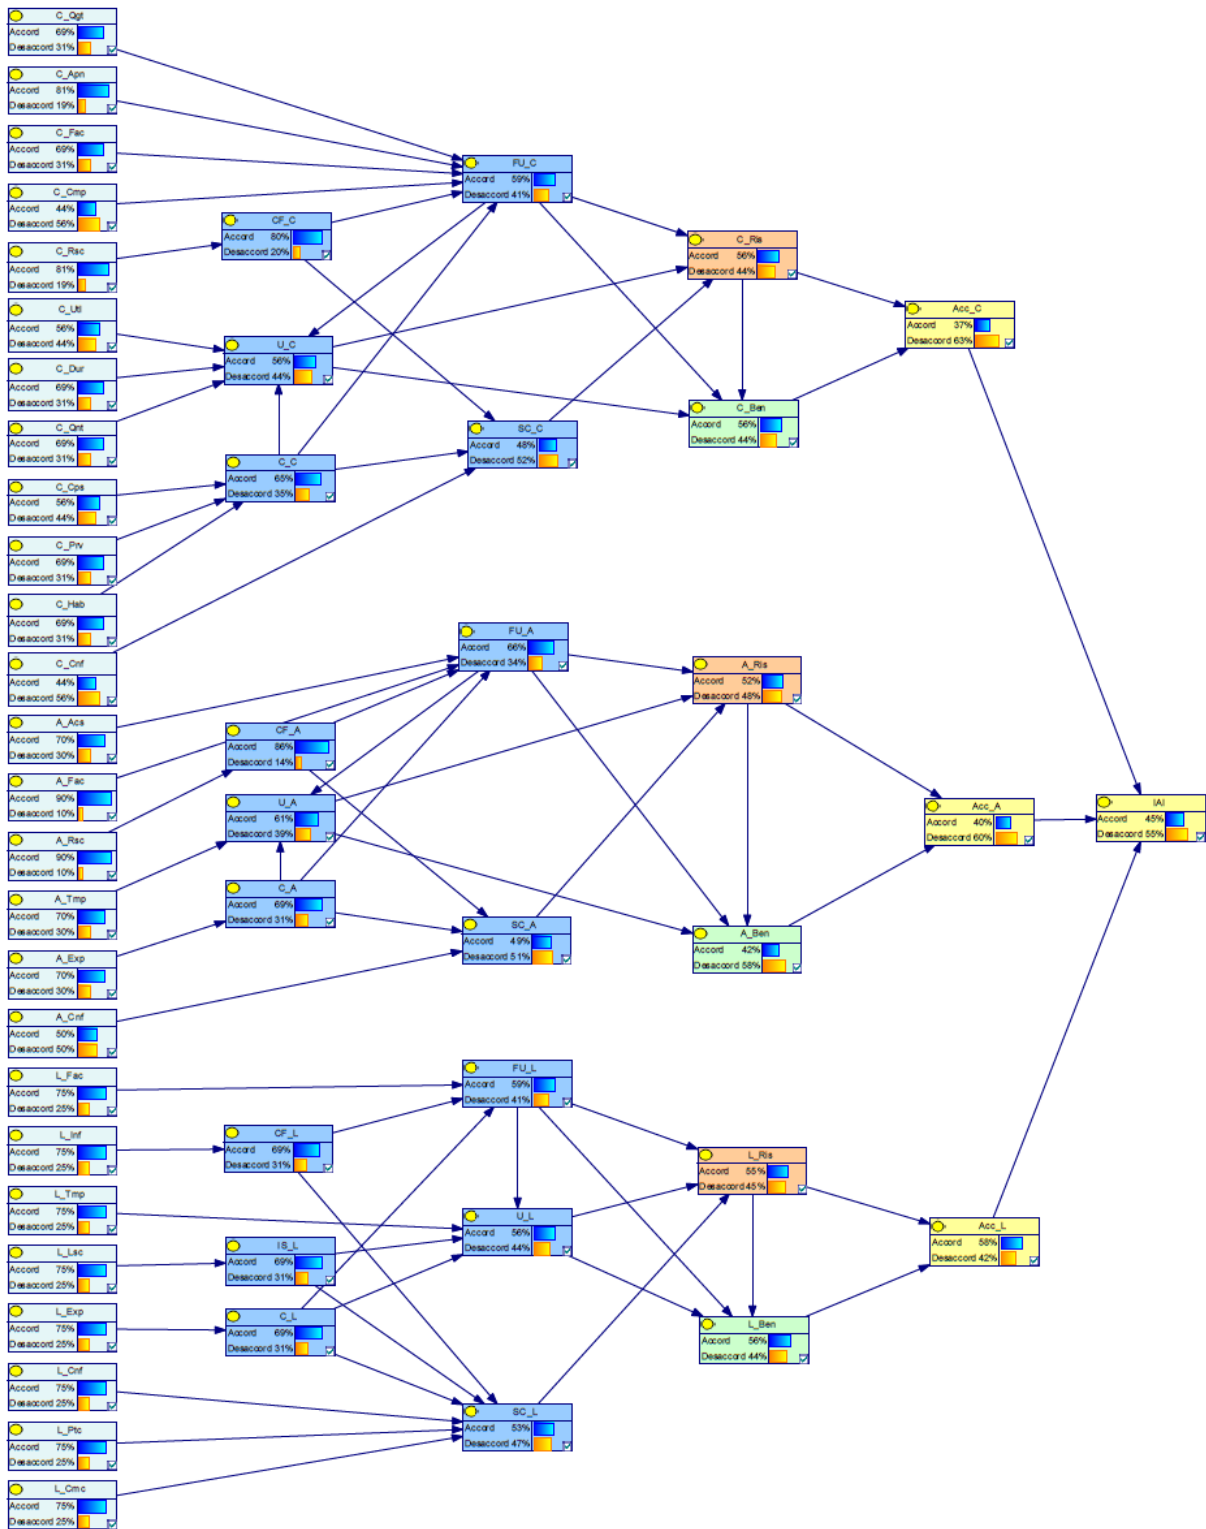 C_Qgt
Accord 69%
Desaccord 31%
C_Apn
Accord 81%
Desaccord 19%
C_Fac
Accord 69%
Desaccord 31%
C_Cmp
Accord 44%
Desaccord 56%
C_Rsc
Accord 81%
Desaccord 19%
C_Utl
Accord 56%
Desaccord 44%
C_Dur
Accord 69%
Desaccord 31%
C_Qnt
Accord 69%
Desaccord 31%
C_Cps
Accord 56%
Desaccord 44%
C_Prv
Accord 69%
Desaccord 31%
C_Hab
Accord 69%
Desaccord 31%
C_Cnf
Accord 44%
Desaccord 56%
A_Acs
Accord 70%
Desaccord 30%
A_Fac
Accord 90%
Desaccord 10%
A_Rsc
Accord 90%
Desaccord 10%
A_Tmp
Accord 70%
Desaccord 30%
A_Exp
Accord 70%
Desaccord 30%
A_Cnf
Accord 50%
Desaccord 50%
L_Fac
Accord 75%
Desaccord 25%
L_Inf
Accord 75%
Desaccord 25%
L_Tmp
Accord 75%
Desaccord 25%
L_Lsc
Accord 75%
Desaccord 25%
L_Exp
Accord 75%
Desaccord 25%
L_Cnf
Accord 75%
Desaccord 25%
L_Ptc
Accord 75%
Desaccord 25%
L_Cmc
Accord 75%
Desaccord 25%
CF_C
Accord 80%
Desaccord 20%
U_C
Accord 56%
Desaccord 44%
C_C
Accord 65%
Desaccord 35%
CF_A
Accord 86%
Desaccord 14%
U_A
Accord 61%
Desaccord 39%
C_A
Accord 69%
Desaccord 31%
CF_L
Accord 69%
Desaccord 31%
IS_L
Accord 69%
Desaccord 31%
C_L
Accord 69%
Desaccord 31%
FU_C
Accord 59%
Desaccord 41%
SC_C
Accord 48%
Desaccord 52%
FU_A
Accord 66%
Desaccord 34%
SC_A
Accord 49%
Desaccord 51%
FU_L
Accord 59%
Desaccord 41%
U_L
Accord 56%
Desaccord 44%
SC_L
Accord 53%
Desaccord 47%
C_Ris
Accord 56%
Desaccord 44%
C_Ben
Accord 56%
Desaccord 44%
A_Ris
Accord 52%
Desaccord 48%
A_Ben
Accord 42%
Desaccord 58%
L_Ris
Accord 55%
Desaccord 45%
L_Ben
Accord 56%
Desaccord 44%
Acc_C
Accord 37%
Desaccord 63%
Acc_A
Accord 40%
Desaccord 60%
Acc_L
Accord 58%
Desaccord 42%
IAI
Accord 45%
Desaccord 55%